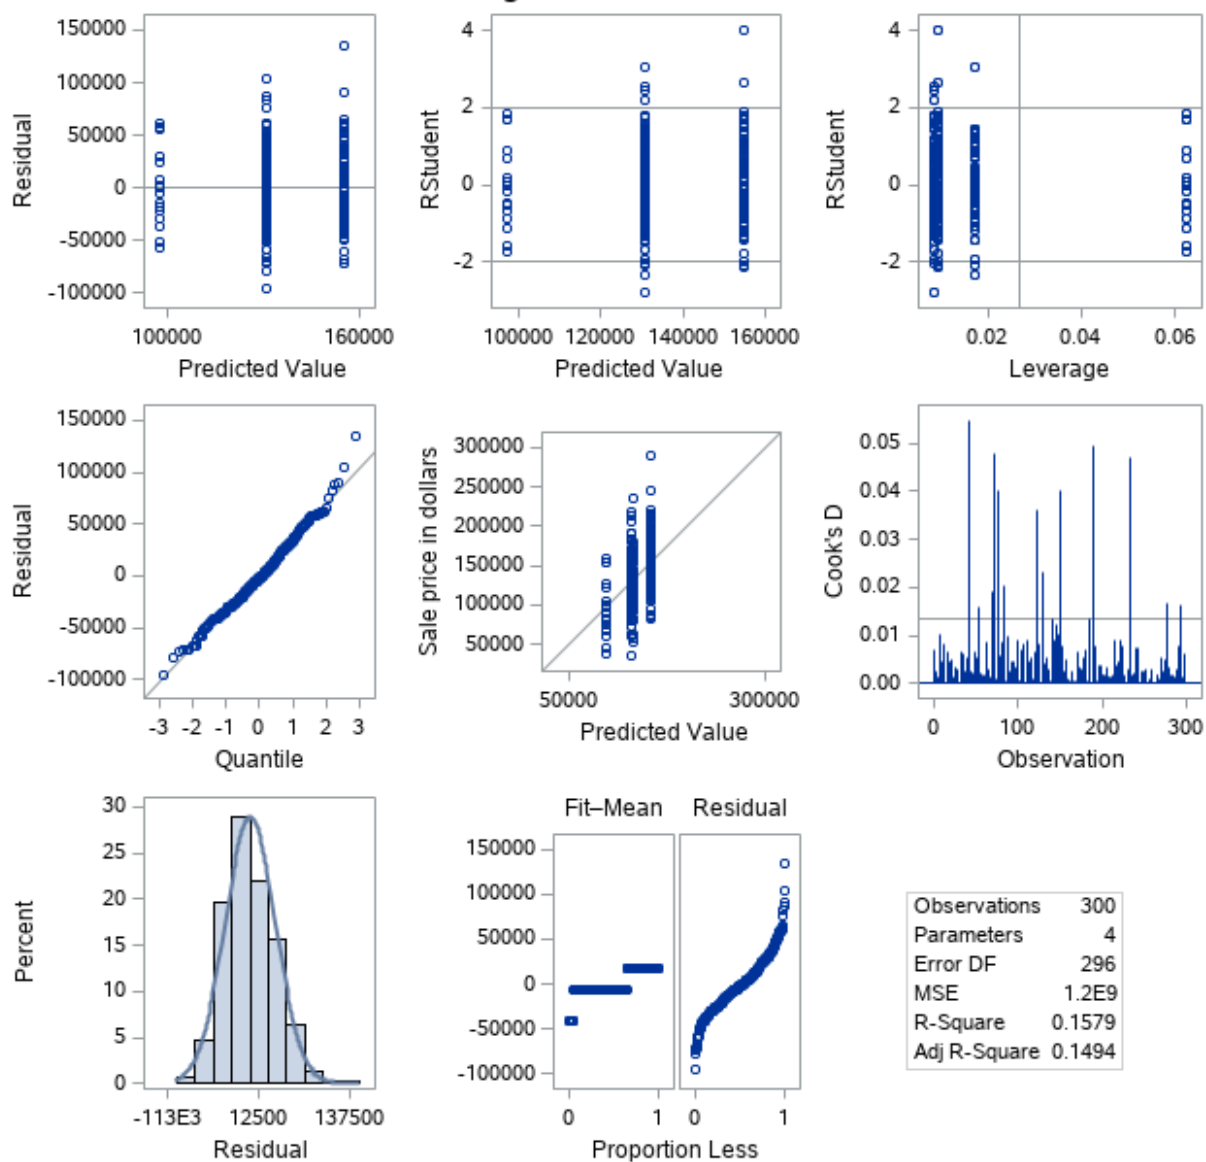 150000
100000
50000
0
-50000
-100000
Residual
100000 160000
Predicted Value
4
2
0
-2
RStudent
100000 120000 140000 160000
Predicted Value
4
2
0
-2
RStudent
0.02 0.04 0.06
Leverage
150000
100000
50000
0
-50000
-100000
Residual
-3 -2 -1 0 1 2 3
Quantile
300000
250000
200000
150000
100000
50000
Sale price in dollars
50000 300000
Predicted Value
0.05
0.04
0.03
0.02
0.01
0.00
Cook's D
0 100 200 300
Observation
30
25
20
15
10
5
0
Percent
-113E3 12500 137500
Residual
Fit–Mean Residual
150000
100000
50000
0
-50000
-100000
0 1 0 1
Proportion Less
Observations 300
Parameters 4
Error DF 296
MSE 1.2E9
R-Square 0.1579
Adj R-Square 0.1494